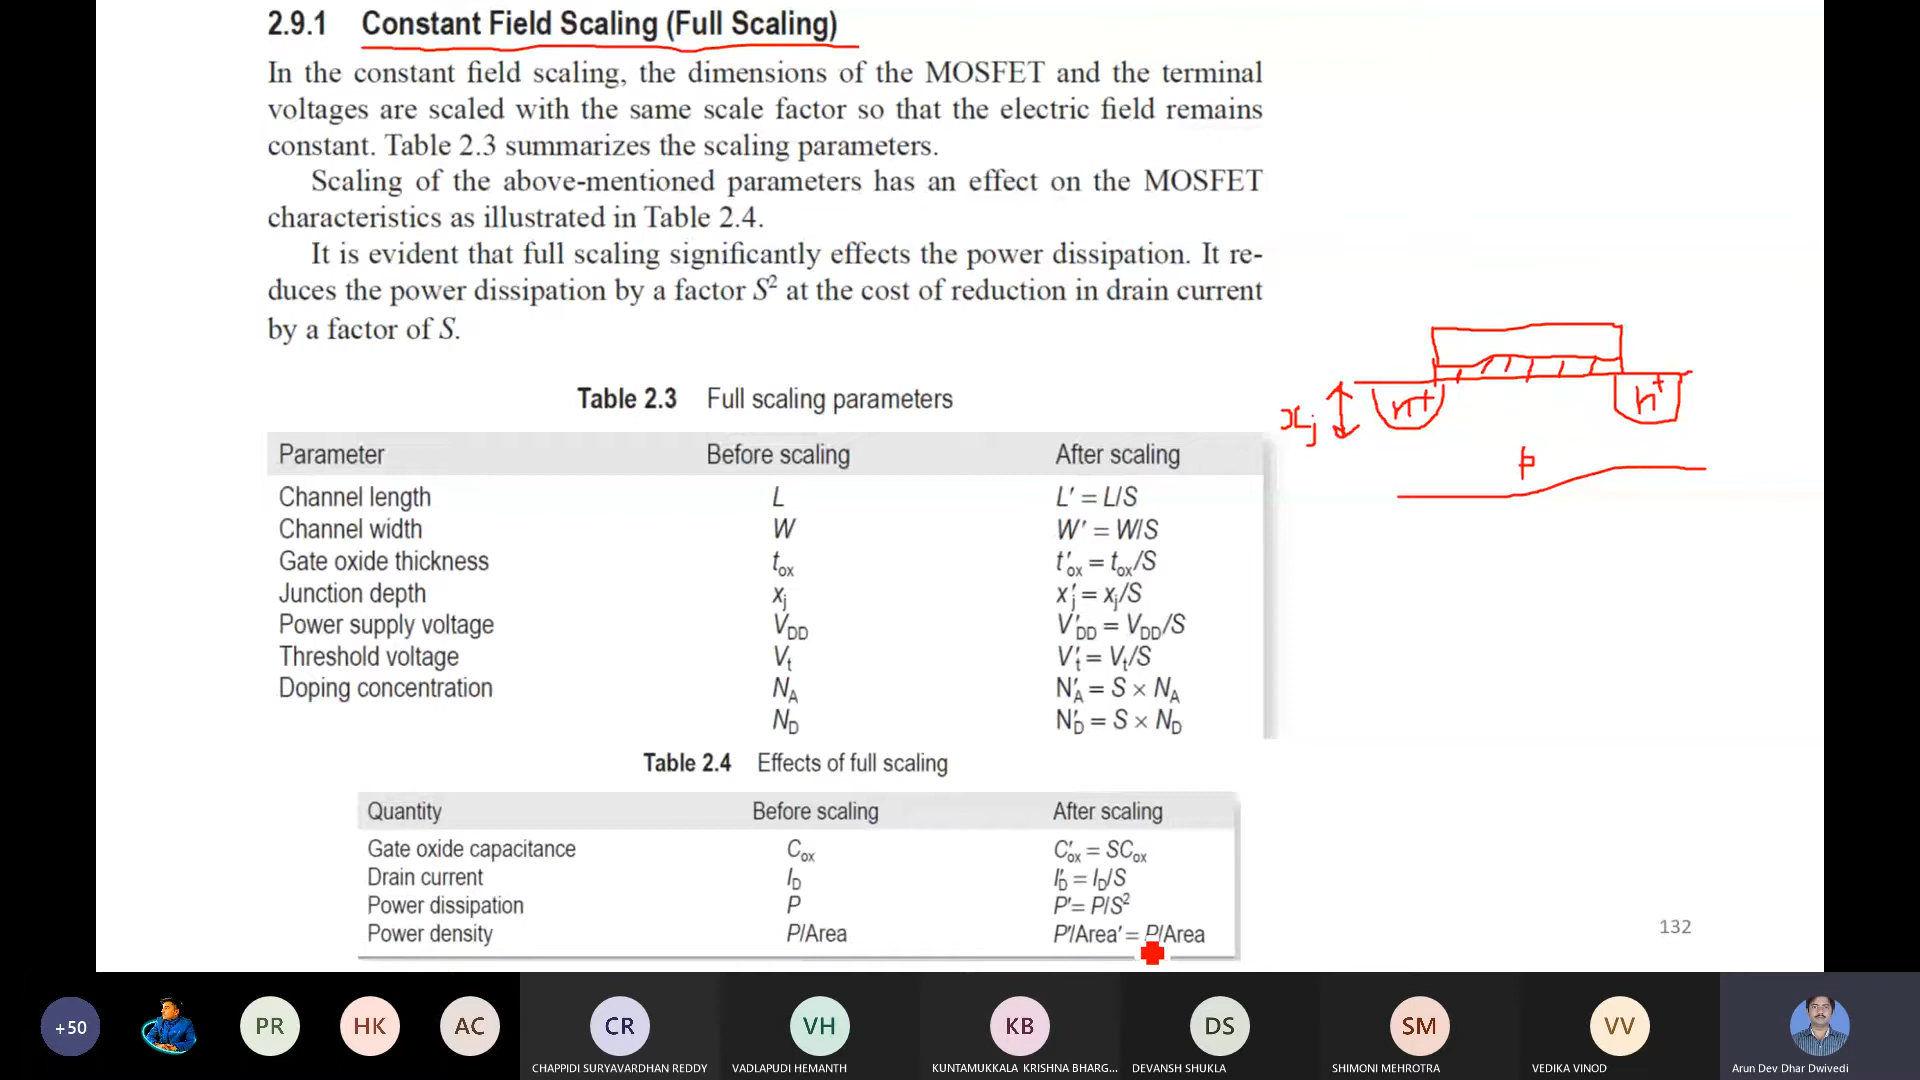 2.9.1 Constant Field Scaling (Full Scaling)
In the constant field scaling, the dimensions of the MOSFET and the terminal
voltages are scaled with the same scale factor so that the electric field remains
constant. Table 2.3 summarizes the scaling parameters.
Scaling of the above-mentioned parameters has an effect on the MOSFET
characteristics as illustrated in Table 2.4.
It is evident that full scaling significantly effects the power dissipation. It re-
duces the power dissipation by a factor S² at the cost of reduction in drain current
by a factor of S.
n+ n+
xj
p
Table 2.3 Full scaling parameters
Parameter Before scaling After scaling
Channel length L L′ = L/S
Channel width W W′ = W/S
Gate oxide thickness tox t′ox = tox/S
Junction depth xj x′j = xj/S
Power supply voltage VDD V′DD = VDD/S
Threshold voltage Vt V′t = Vt/S
Doping concentration NA N′A = S × NA
ND N′D = S × ND
Table 2.4 Effects of full scaling
Quantity Before scaling After scaling
Gate oxide capacitance Cox C′ox = SCox
Drain current ID I′D = ID/S
Power dissipation P P′= P/S²
Power density P/Area P′/Area′ = P/Area
132
+50 PR HK AC CR VH KB DS SM VV
CHAPPIDI SURYAVARDHAN REDDY VADLAPUDI HEMANTH KUNTAMUKKALA KRISHNA BHARG... DEVANSH SHUKLA SHIMONI MEHROTRA VEDIKA VINOD Arun Dev Dhar Dwivedi